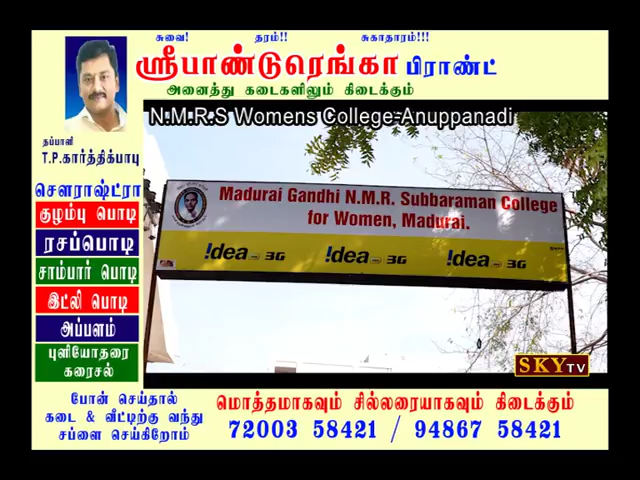 சுவை! தரம்!! சுகாதாரம்!!!
ஸ்ரீபாண்டுரெங்கா பிராண்ட்
அனைத்து கடைகளிலும் கிடைக்கும்
தப்பாளி
T.P.கார்த்திக்பாபு
சௌராஷ்ட்ரா
குழம்பு பொடி
ரசப்பொடி
சாம்பார் பொடி
இட்லி பொடி
அப்பளம்
புளியோதரை
கரைசல்
N.M.R.S Womens College-Anuppanadi
Madurai Gandhi N.M.R. Subbaraman College
for Women, Madurai.
!dea 3G !dea 3G !dea 3G
SKY TV
போன் செய்தால்
கடை & வீட்டிற்கு வந்து
சப்ளை செய்கிறோம்
மொத்தமாகவும் சில்லரையாகவும் கிடைக்கும்
72003 58421 / 94867 58421